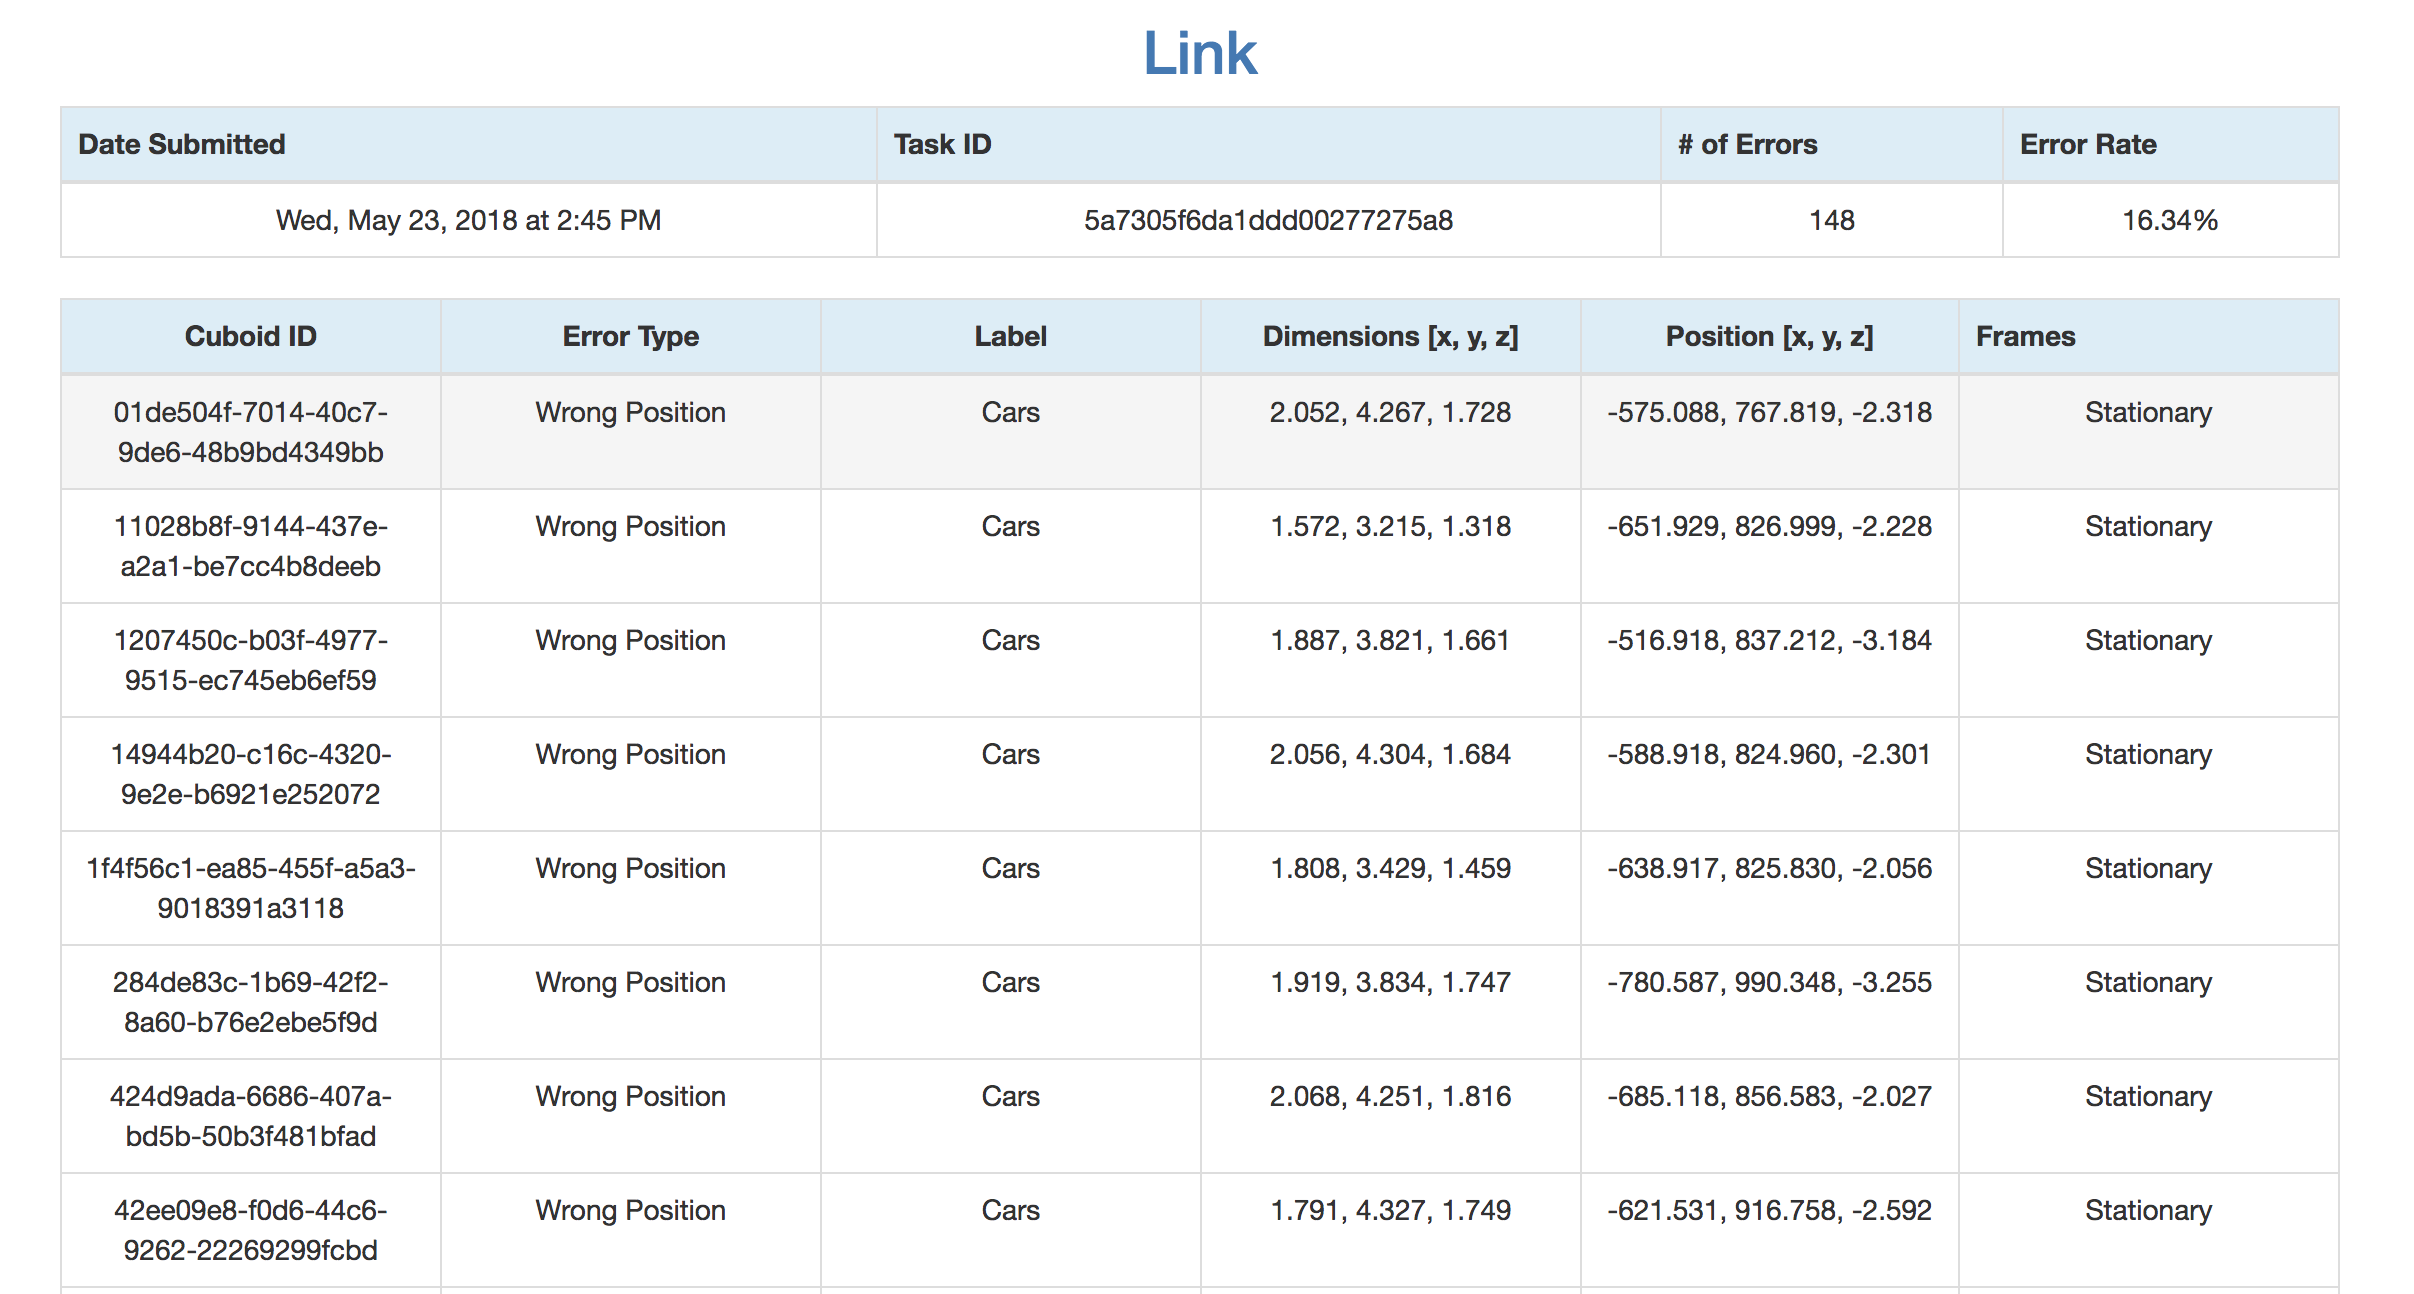 Link
Date Submitted Task ID # of Errors Error Rate
Wed, May 23, 2018 at 2:45 PM 5a7305f6da1ddd00277275a8 148 16.34%
Cuboid ID Error Type Label Dimensions [x, y, z] Position [x, y, z] Frames
01de504f-7014-40c7- Wrong Position Cars 2.052, 4.267, 1.728 -575.088, 767.819, -2.318 Stationary
9de6-48b9bd4349bb
11028b8f-9144-437e- Wrong Position Cars 1.572, 3.215, 1.318 -651.929, 826.999, -2.228 Stationary
a2a1-be7cc4b8deeb
1207450c-b03f-4977- Wrong Position Cars 1.887, 3.821, 1.661 -516.918, 837.212, -3.184 Stationary
9515-ec745eb6ef59
14944b20-c16c-4320- Wrong Position Cars 2.056, 4.304, 1.684 -588.918, 824.960, -2.301 Stationary
9e2e-b6921e252072
1f4f56c1-ea85-455f-a5a3- Wrong Position Cars 1.808, 3.429, 1.459 -638.917, 825.830, -2.056 Stationary
9018391a3118
284de83c-1b69-42f2- Wrong Position Cars 1.919, 3.834, 1.747 -780.587, 990.348, -3.255 Stationary
8a60-b76e2ebe5f9d
424d9ada-6686-407a- Wrong Position Cars 2.068, 4.251, 1.816 -685.118, 856.583, -2.027 Stationary
bd5b-50b3f481bfad
42ee09e8-f0d6-44c6- Wrong Position Cars 1.791, 4.327, 1.749 -621.531, 916.758, -2.592 Stationary
9262-22269299fcbd